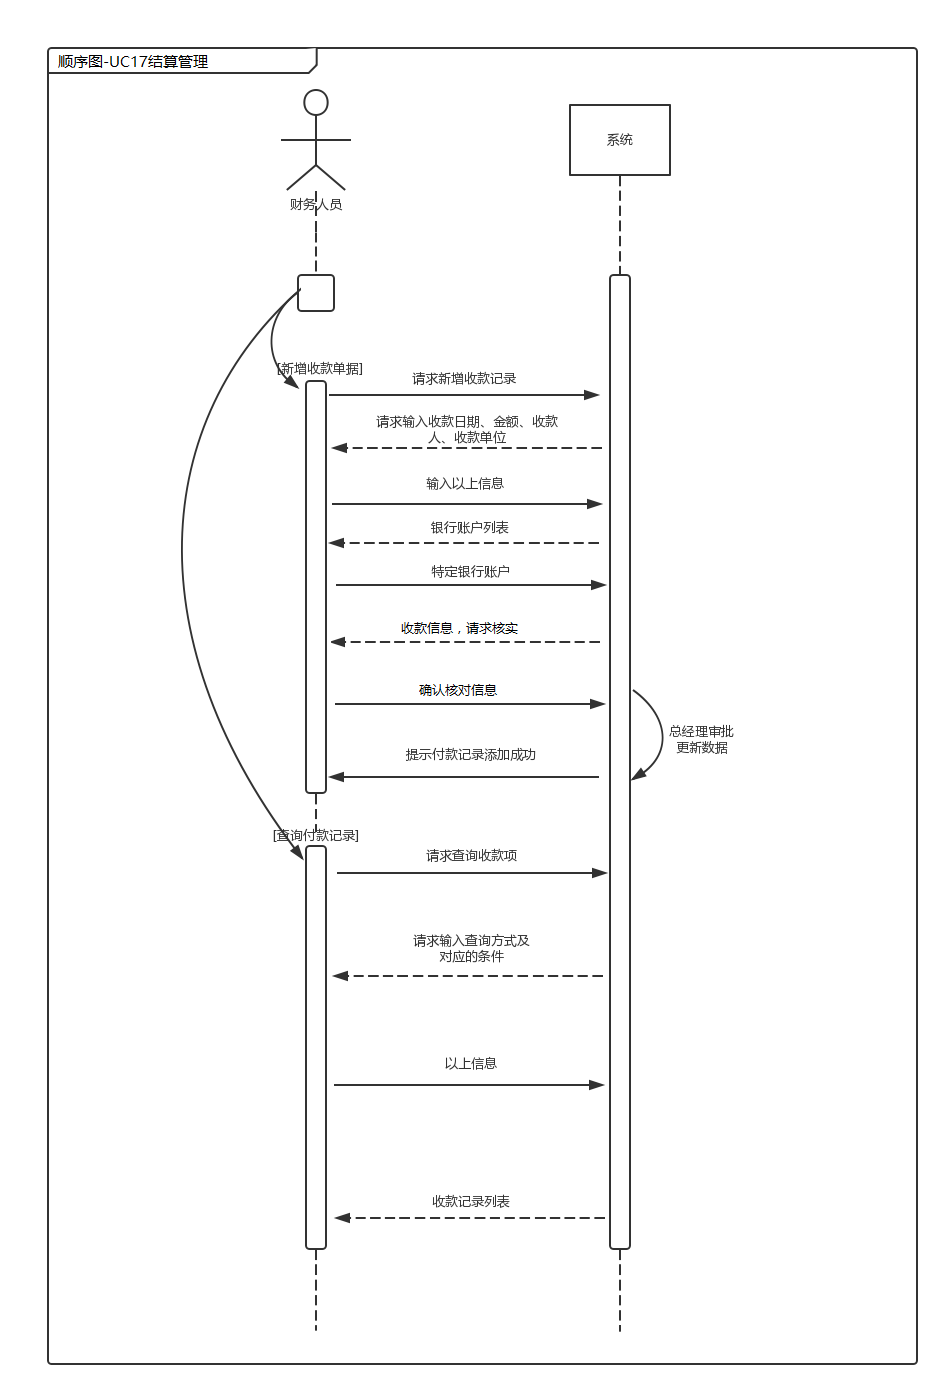 顺序图-UC17结算管理
系统
财务人员
[新增收款单据]
请求新增收款记录
请求输入收款日期、金额、收款
人、收款单位
输入以上信息
银行账户列表
特定银行账户
收款信息，请求核实
确认核对信息
总经理审批
更新数据
提示付款记录添加成功
[查询付款记录]
请求查询收款项
请求输入查询方式及
对应的条件
以上信息
收款记录列表